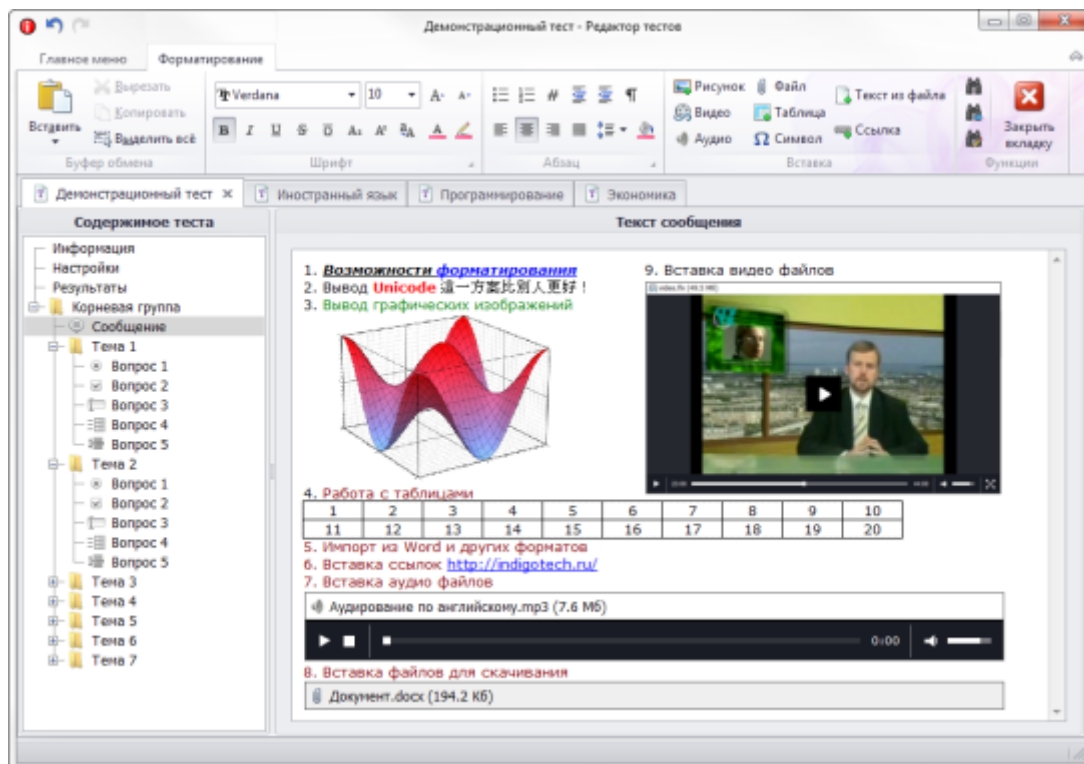 Демонстрационный тест - Редактор тестов
Главное меню Форматирование
Вставить
Вырезать
Копировать
Выделить всё
Буфер обмена
Verdana 10
Шрифт
Абзац
Рисунок Файл Текст из файла
Видео Таблица Ссылка
Аудио Символ
Вставка
Закрыть вкладку
Функции
Демонстрационный тест Иностранный язык Программирование Экономика
Содержимое теста
Информация
Настройки
Результаты
Корневая группа
Сообщение
Тема 1
Вопрос 1
Вопрос 2
Вопрос 3
Вопрос 4
Вопрос 5
Тема 2
Вопрос 1
Вопрос 2
Вопрос 3
Вопрос 4
Вопрос 5
Тема 3
Тема 4
Тема 5
Тема 6
Тема 7
Текст сообщения
1. Возможности форматирования
2. Вывод Unicode 這一方案比別人更好！
3. Вывод графических изображений
9. Вставка видео файлов
video.flv (49.3 Мб)
4. Работа с таблицами
1 2 3 4 5 6 7 8 9 10
11 12 13 14 15 16 17 18 19 20
5. Импорт из Word и других форматов
6. Вставка ссылок http://indigotech.ru/
7. Вставка аудио файлов
Аудирование по английскому.mp3 (7.6 Мб)
0:00
8. Вставка файлов для скачивания
Документ.docx (194.2 Кб)